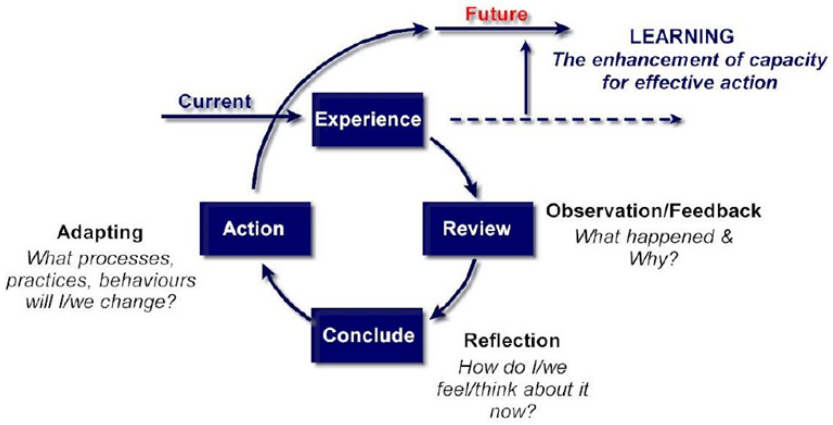 Future
LEARNING
The enhancement of capacity
for effective action
Current
Experience
Action
Review
Observation/Feedback
What happened &
Why?
Adapting
What processes,
practices, behaviours
will I/we change?
Conclude
Reflection
How do I/we
feel/think about it
now?